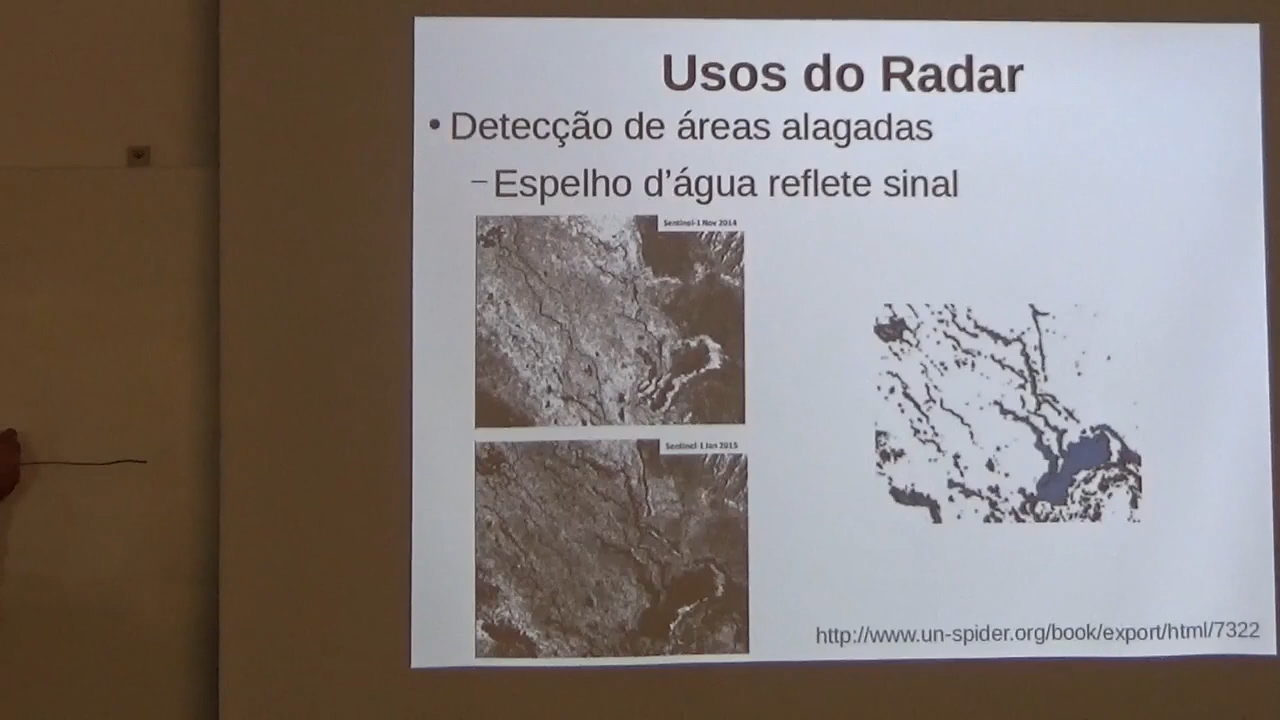 Usos do Radar
• Detecção de áreas alagadas
– Espelho d'água reflete sinal
Sentinel-1 Nov 2014
Sentinel-1 Jan 2015
http://www.un-spider.org/book/export/html/7322